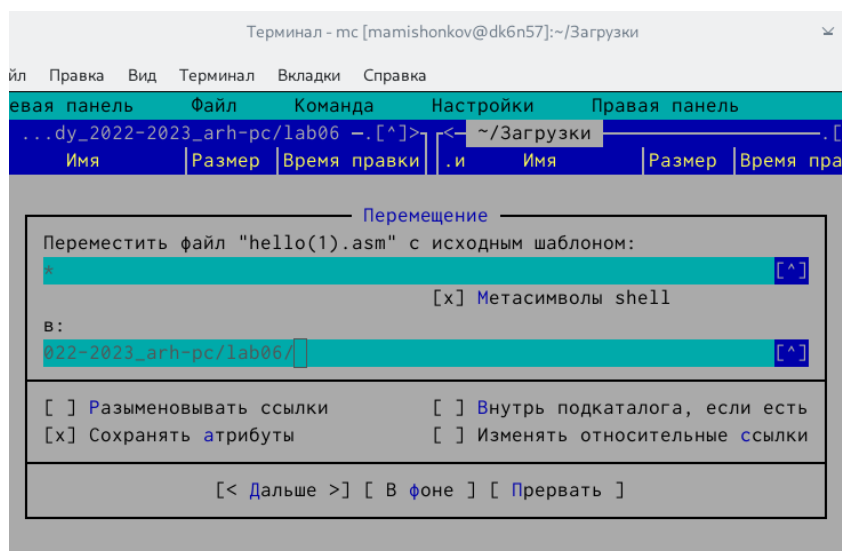 Терминал - mc [mamishonkov@dk6n57]:~/Загрузки
йл Правка Вид Терминал Вкладки Справка
евая панель Файл Команда Настройки Правая панель
...dy_2022-2023_arh-pc/lab06 —.[^]> <— ~/Загрузки .[
Имя Размер Время правки .и Имя Размер Время пра
Перемещение
Переместить файл "hello(1).asm" с исходным шаблоном:
* [^]
[x] Метасимволы shell
в:
022-2023_arh-pc/lab06/ [^]
[ ] Разыменовывать ссылки [ ] Внутрь подкаталога, если есть
[x] Сохранять атрибуты [ ] Изменять относительные ссылки
[< Дальше >] [ В фоне ] [ Прервать ]